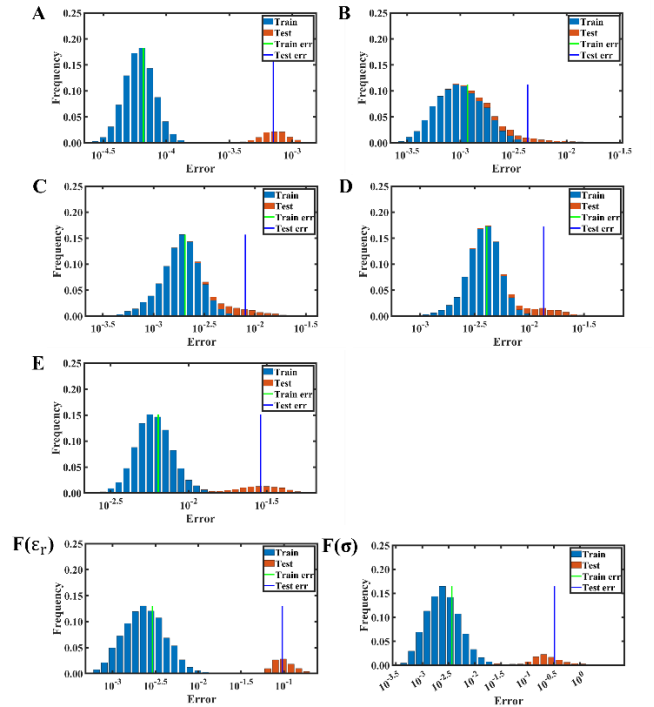 A
0.25
0.20
0.15
0.10
0.05
0.00
Frequency
Train
Test
Train err
Test err
10^-4.5
10^-4
10^-3.5
10^-3
Error
B
0.25
0.20
0.15
0.10
0.05
0.00
Frequency
Train
Test
Train err
Test err
10^-3.5
10^-3
10^-2.5
10^-2
10^-1.5
Error
C
0.25
0.20
0.15
0.10
0.05
0.00
Frequency
Train
Test
Train err
Test err
10^-3.5
10^-3
10^-2.5
10^-2
10^-1.5
Error
D
0.25
0.20
0.15
0.10
0.05
0.00
Frequency
Train
Test
Train err
Test err
10^-3
10^-2.5
10^-2
10^-1.5
Error
E
0.25
0.20
0.15
0.10
0.05
0.00
Frequency
Train
Test
Train err
Test err
10^-2.5
10^-2
10^-1.5
Error
F(ε_r)
0.25
0.20
0.15
0.10
0.05
0.00
Frequency
Train
Test
Train err
Test err
10^-3
10^-2.5
10^-2
10^-1.5
10^-1
Error
F(σ)
0.25
0.20
0.15
0.10
0.05
0.00
Frequency
Train
Test
Train err
Test err
10^-3.5
10^-3
10^-2.5
10^-2
10^-1.5
10^-1
10^-0.5
10^0
Error